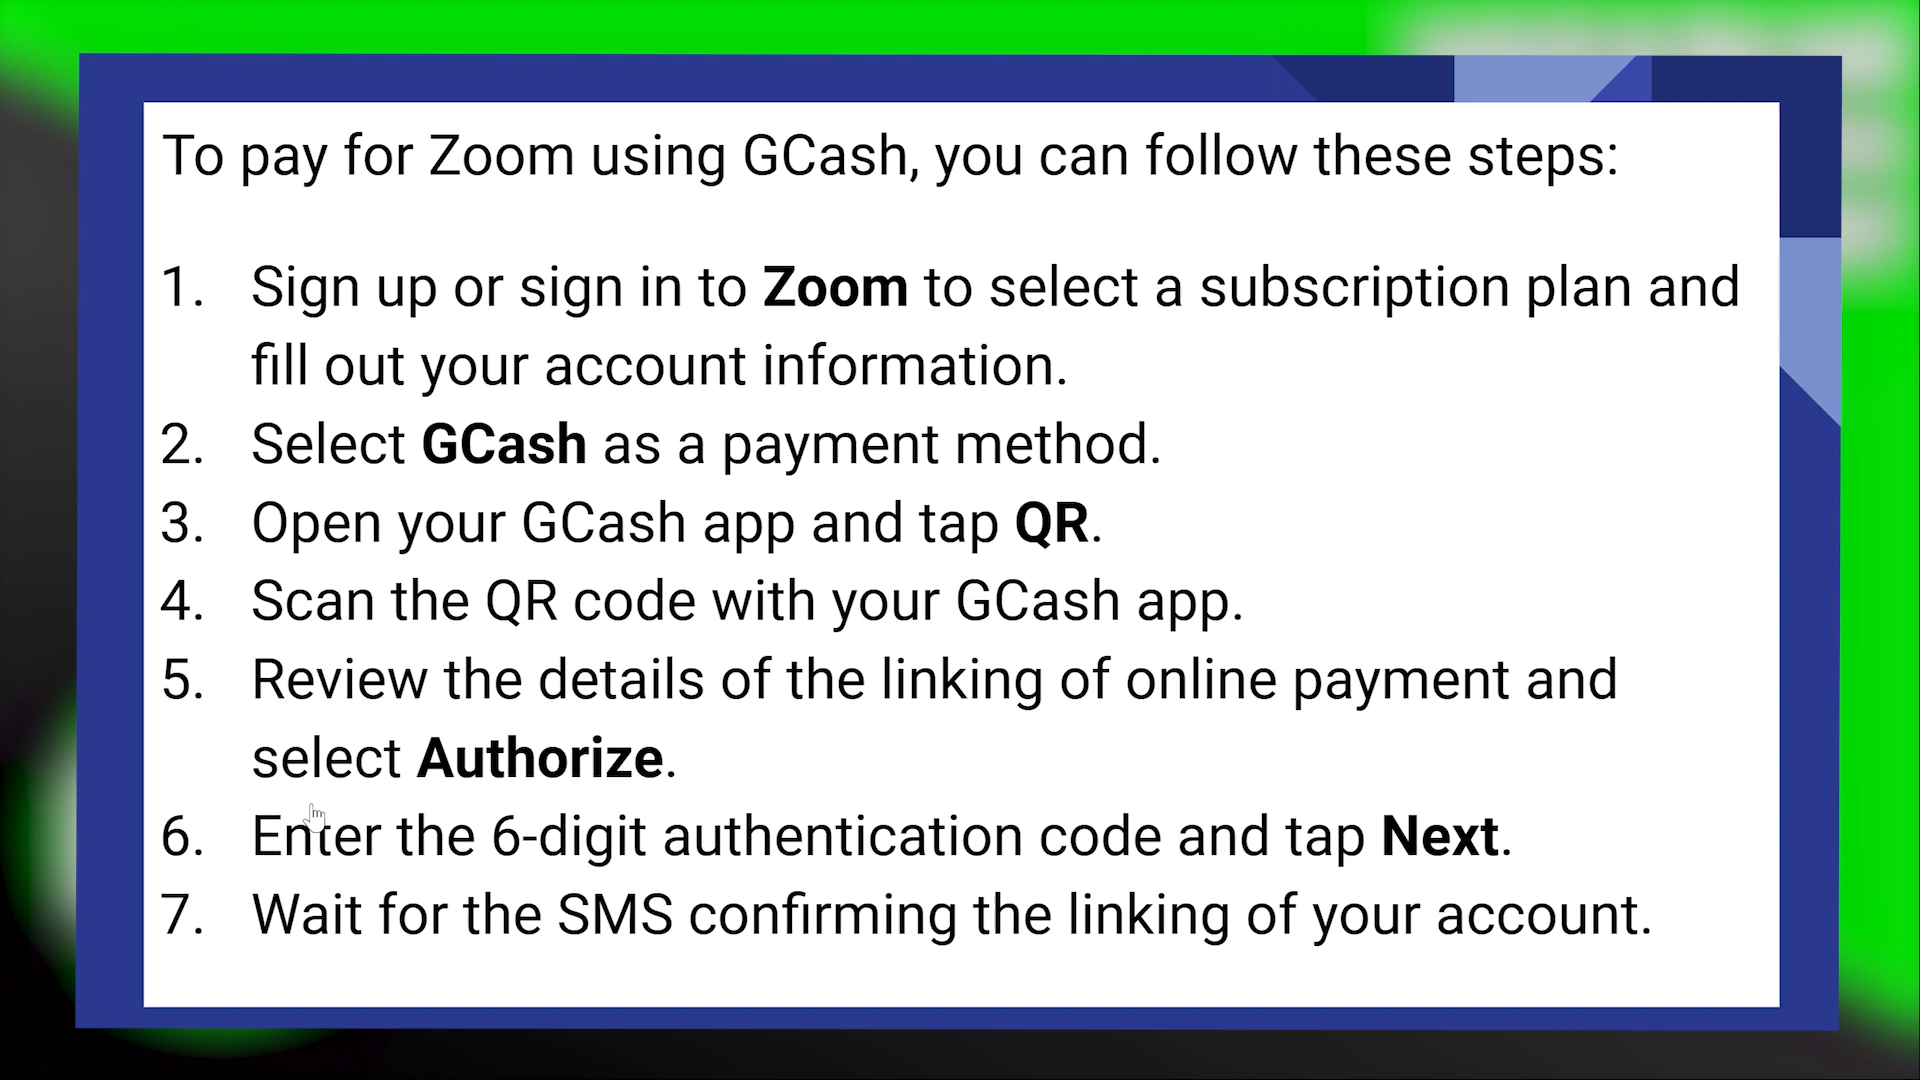 To pay for Zoom using GCash, you can follow these steps:
1. Sign up or sign in to Zoom to select a subscription plan and
fill out your account information.
2. Select GCash as a payment method.
3. Open your GCash app and tap QR.
4. Scan the QR code with your GCash app.
5. Review the details of the linking of online payment and
select Authorize.
6. Enter the 6-digit authentication code and tap Next.
7. Wait for the SMS confirming the linking of your account.